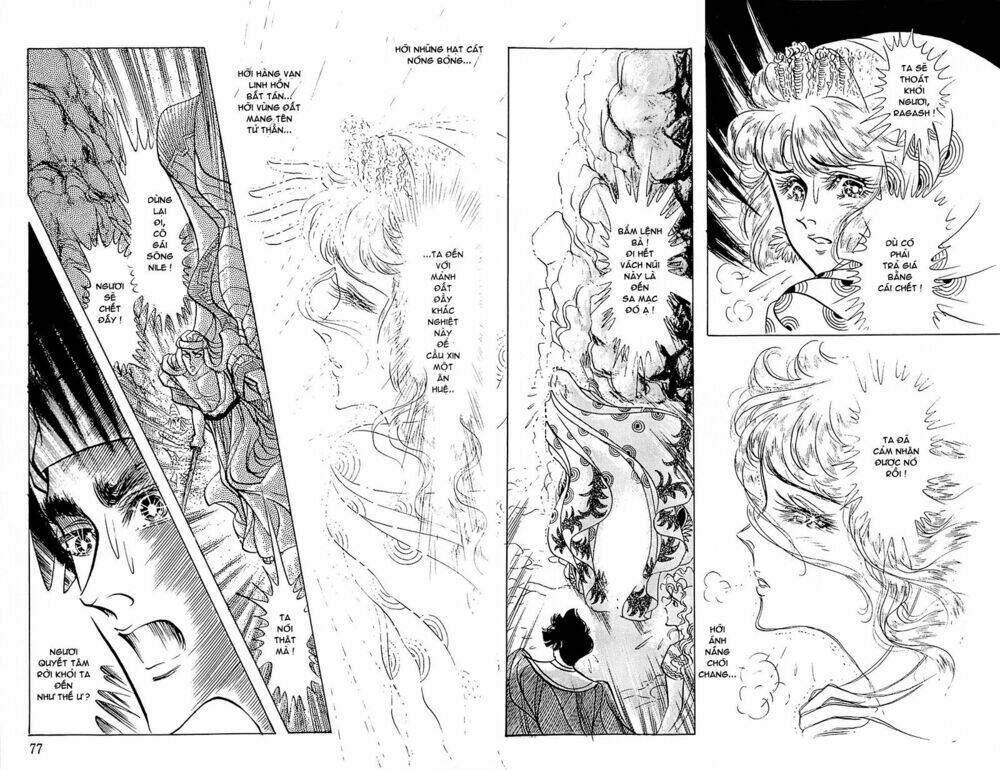 TA SẼ
THOÁT
KHỎI
NGƯƠI,
RAGASH !
DÙ CÓ
PHẢI
TRẢ GIÁ
BẰNG
CÁI CHẾT !
TA ĐÃ
CẢM NHẬN
ĐƯỢC NÓ
RỒI !
HỠI
ÁNH
NẮNG
CHÓI
CHANG...
BẨM LỆNH
BÀ !
ĐI HẾT
VÁCH NÚI
NÀY LÀ
ĐẾN
SA MẠC
ĐÓ Ạ !
HỠI NHỮNG HẠT CÁT
NÓNG BỎNG...
HỠI HÀNG VẠN
LINH HỒN
BẤT TÁN...
HỠI VÙNG ĐẤT
MANG TÊN
TỬ THẦN...
...TA ĐẾN
VỚI
MẢNH
ĐẤT
ĐẦY
KHẮC
NGHIỆT
NÀY
ĐỂ
CẦU XIN
MỘT
ÂN
HUỆ..
DỪNG
LẠI
ĐI,
CÔ
GÁI
SÔNG
NILE !
NGƯƠI
SẼ
CHẾT
ĐẤY !
TA
NÓI
THẬT
MÀ !
NGƯƠI
QUYẾT TÂM
RỜI KHỎI TA
ĐẾN
NHƯ THẾ Ư ?
77